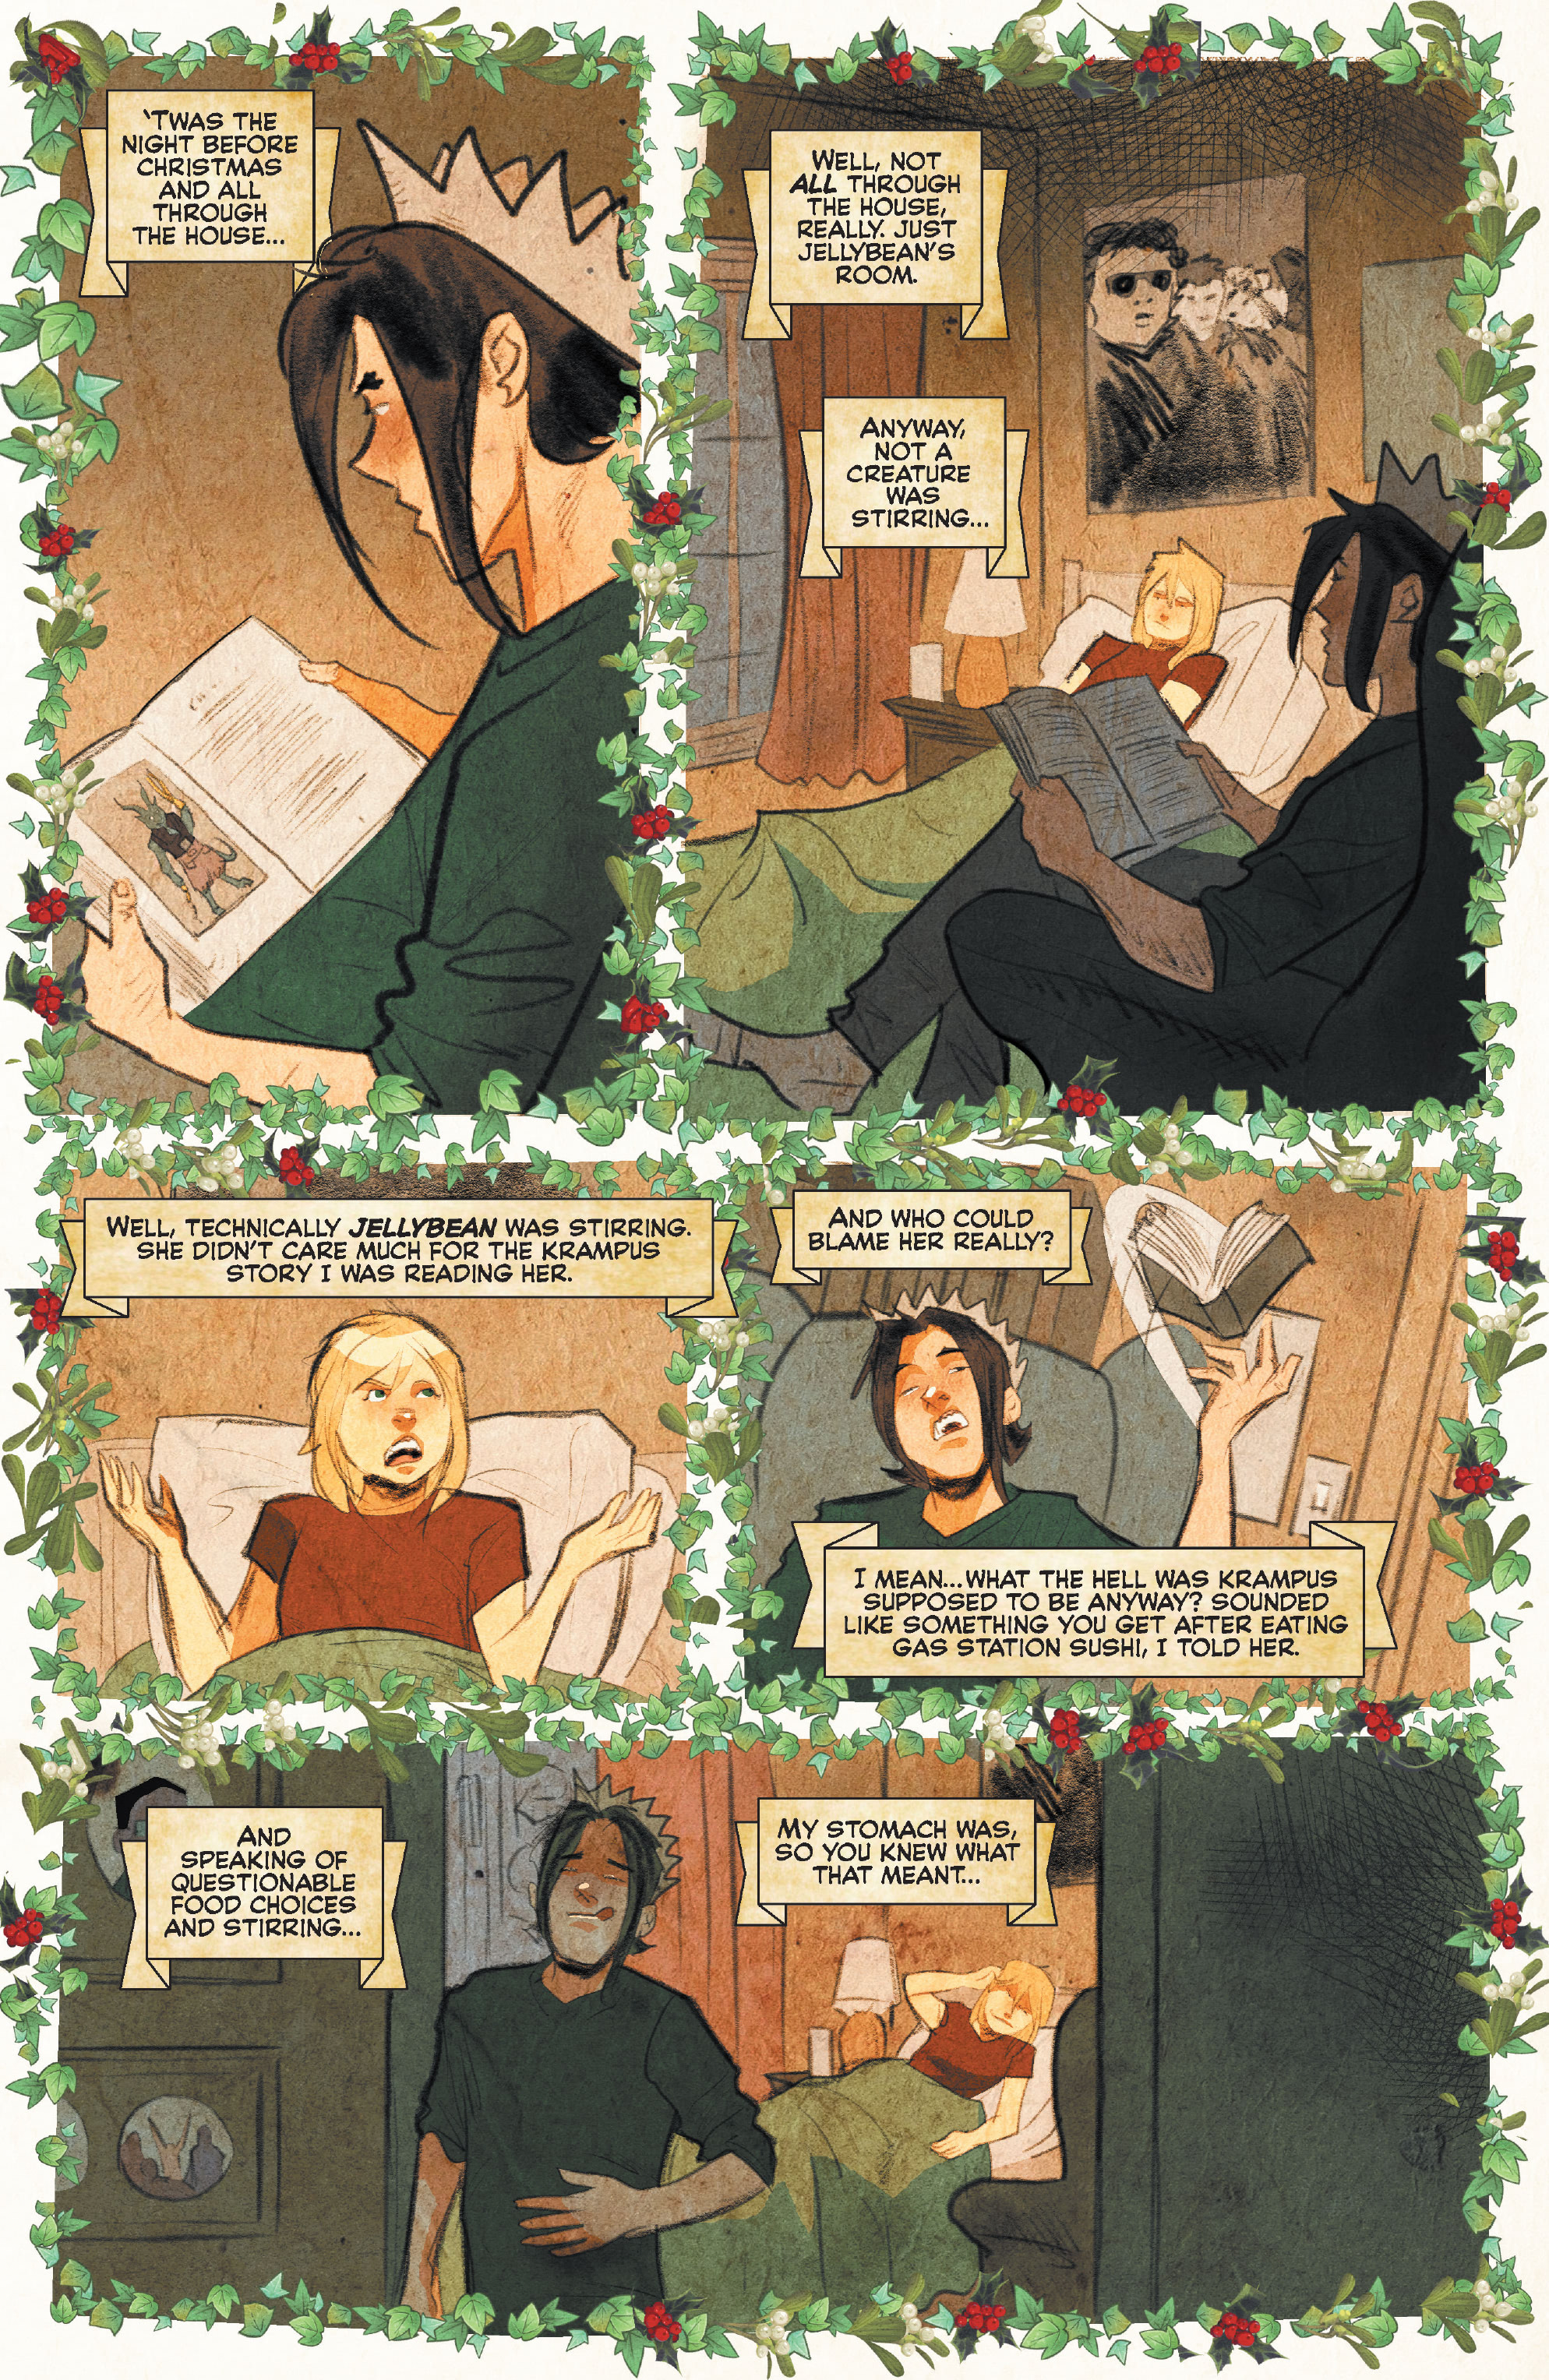 'TWAS THE
NIGHT BEFORE
CHRISTMAS
AND ALL
THROUGH
THE HOUSE...
WELL, NOT
ALL THROUGH
THE HOUSE,
REALLY. JUST
JELLYBEAN'S
ROOM.
ANYWAY,
NOT A
CREATURE
WAS
STIRRING...
WELL, TECHNICALLY JELLYBEAN WAS STIRRING.
SHE DIDN'T CARE MUCH FOR THE KRAMPUS
STORY I WAS READING HER.
AND WHO COULD
BLAME HER REALLY?
I MEAN...WHAT THE HELL WAS KRAMPUS
SUPPOSED TO BE ANYWAY? SOUNDED
LIKE SOMETHING YOU GET AFTER EATING
GAS STATION SUSHI, I TOLD HER.
AND
SPEAKING OF
QUESTIONABLE
FOOD CHOICES
AND STIRRING...
MY STOMACH WAS,
SO YOU KNEW WHAT
THAT MEANT...